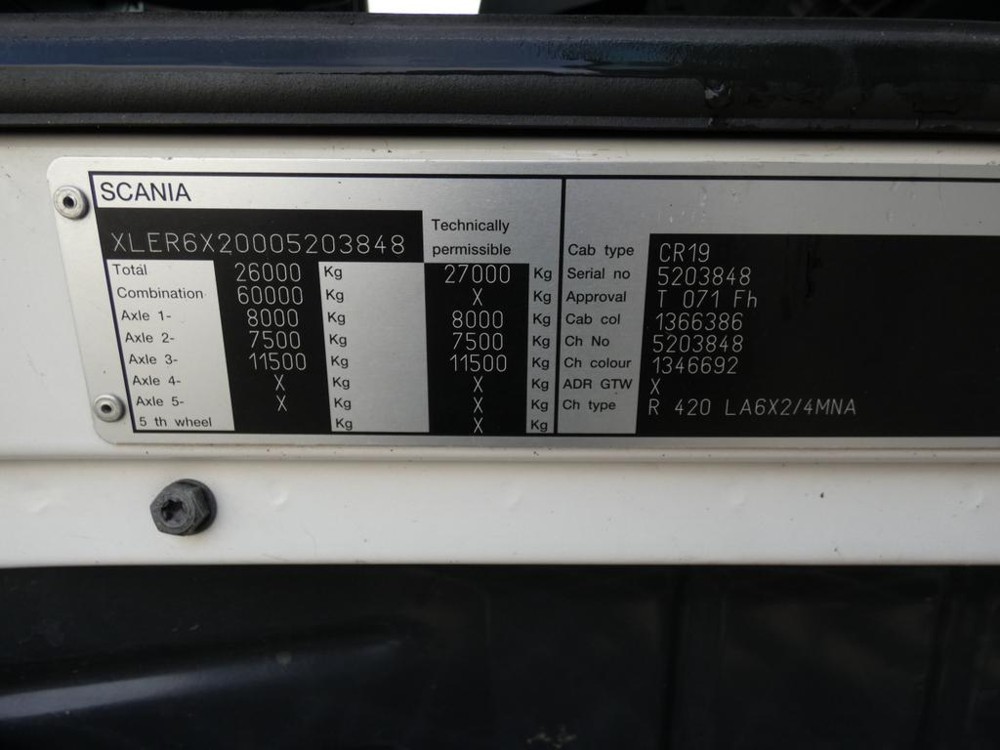 SCANIA
XLER6X20005203848
Technically
permissible
Total 26000 Kg 27000 Kg
Combination 60000 Kg X Kg
Axle 1- 8000 Kg 8000 Kg
Axle 2- 7500 Kg 7500 Kg
Axle 3- 11500 Kg 11500 Kg
Axle 4- X Kg X Kg
Axle 5- X Kg X Kg
5 th wheel Kg X Kg
Cab type CR19
Serial no 5203848
Approval T 071 Fh
Cab col 1366386
Ch No 5203848
Ch colour 1346692
ADR GTW X
Ch type R 420 LA6X2/4MNA